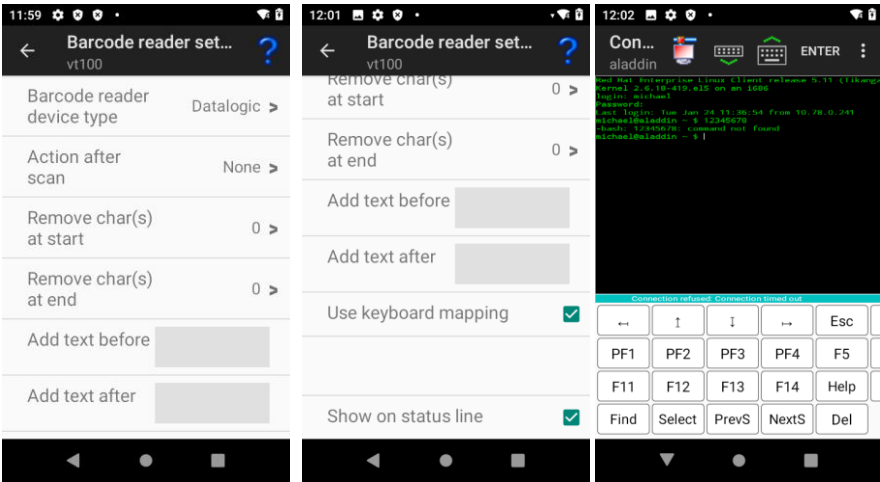 11:59
Barcode reader set...
vt100
Barcode reader
device type
Datalogic >
Action after
scan
None >
Remove char(s)
at start
0 >
Remove char(s)
at end
0 >
Add text before
Add text after
12:01
Barcode reader set...
vt100
Remove char(s)
at start
0 >
Remove char(s)
at end
0 >
Add text before
Add text after
Use keyboard mapping
Show on status line
12:02
Con...
aladdin
ENTER
Red Hat Enterprise Linux Client release 5.11 (Tikanga
Kernel 2.6.18-419.el5 on an i686
login: michael
Password:
Last login: Tue Jan 24 11:36:54 from 10.78.0.241
michael@aladdin ~ $ 12345678
-bash: 12345678: command not found
michael@aladdin ~ $
Connection refused: Connection timed out
Esc
PF1 PF2 PF3 PF4 F5
F11 F12 F13 F14 Help
Find Select PrevS NextS Del